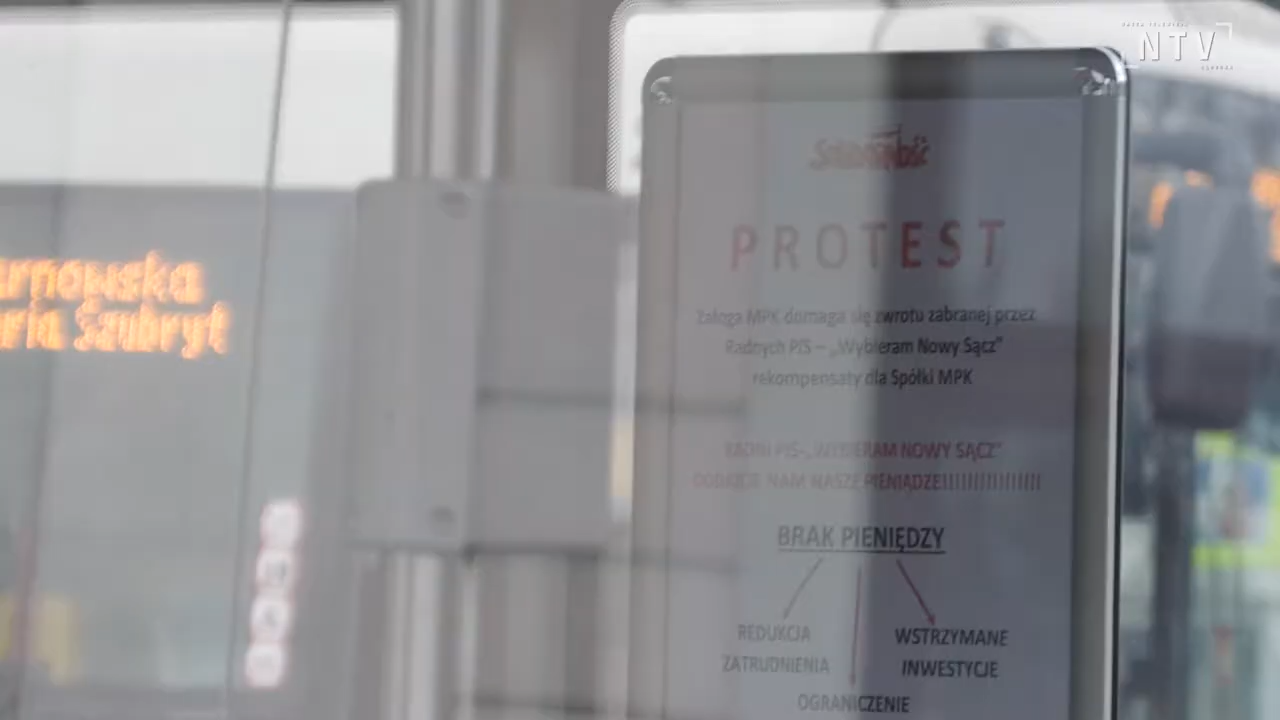 NTV
Solidarność
PROTEST
Załoga MPK domaga się zwrotu zabranej przez
Radnych PIS – „Wybieram Nowy Sącz"
rekompensaty dla Spółki MPK
RADNI PIS-„WYBIERAM NOWY SĄCZ"
ODDAJCIE NAM NASZE PIENIĄDZE!!!!!!!!!!!!!!!!!
BRAK PIENIĘDZY
REDUKCJA
ZATRUDNIENIA
WSTRZYMANE
INWESTYCJE
OGRANICZENIE
Szubryt